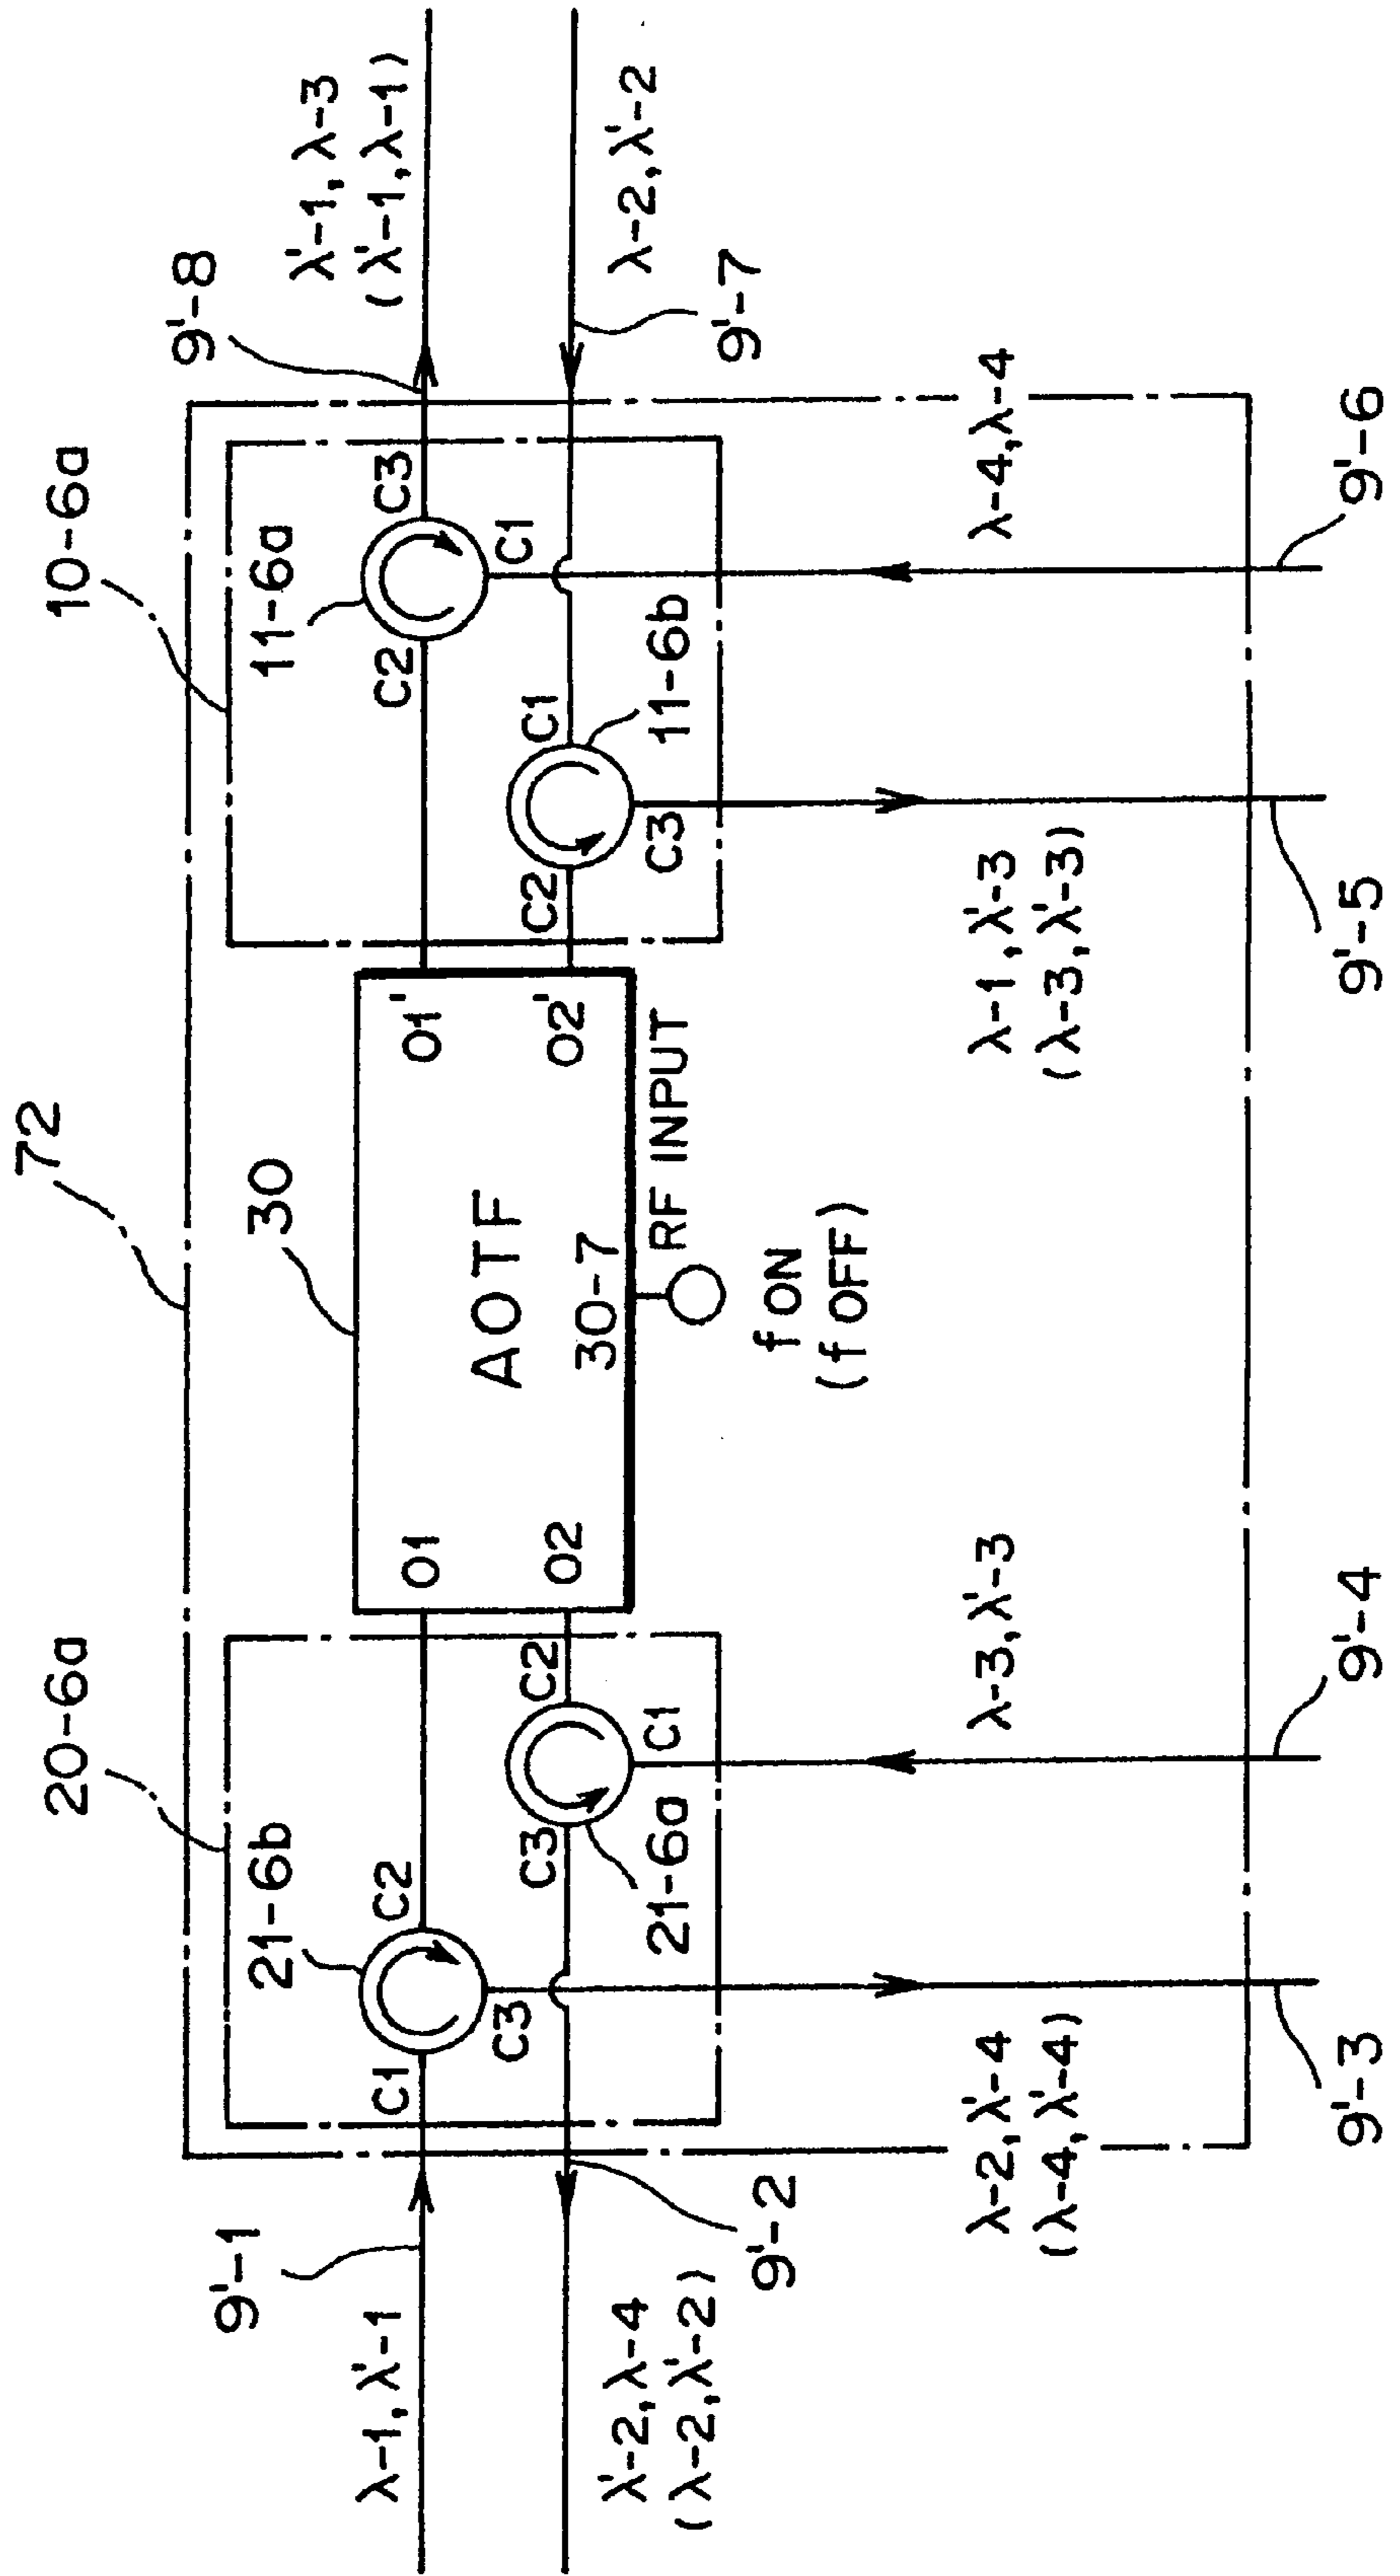 72
20-6a
10-6a
21-6b
30
11-6a
9'-1
9'-8
λ-1,λ'-1
λ'-1,λ-3
(λ'-1,λ-1)
C1
C2
O1
O1'
C2
C3
C3
C1
AOTF
C3
C2
O2
30-7
O2'
C2
C1
λ'-2,λ-4
(λ-2,λ'-2)
λ-2,λ'-2
21-6a
C1
RF INPUT
C3
11-6b
9'-2
9'-7
f ON
(f OFF)
λ-2,λ'-4
(λ-4,λ'-4)
λ-3,λ'-3
λ-1,λ'-3
(λ-3,λ'-3)
λ-4,λ-4
9'-3
9'-4
9'-5
9'-6